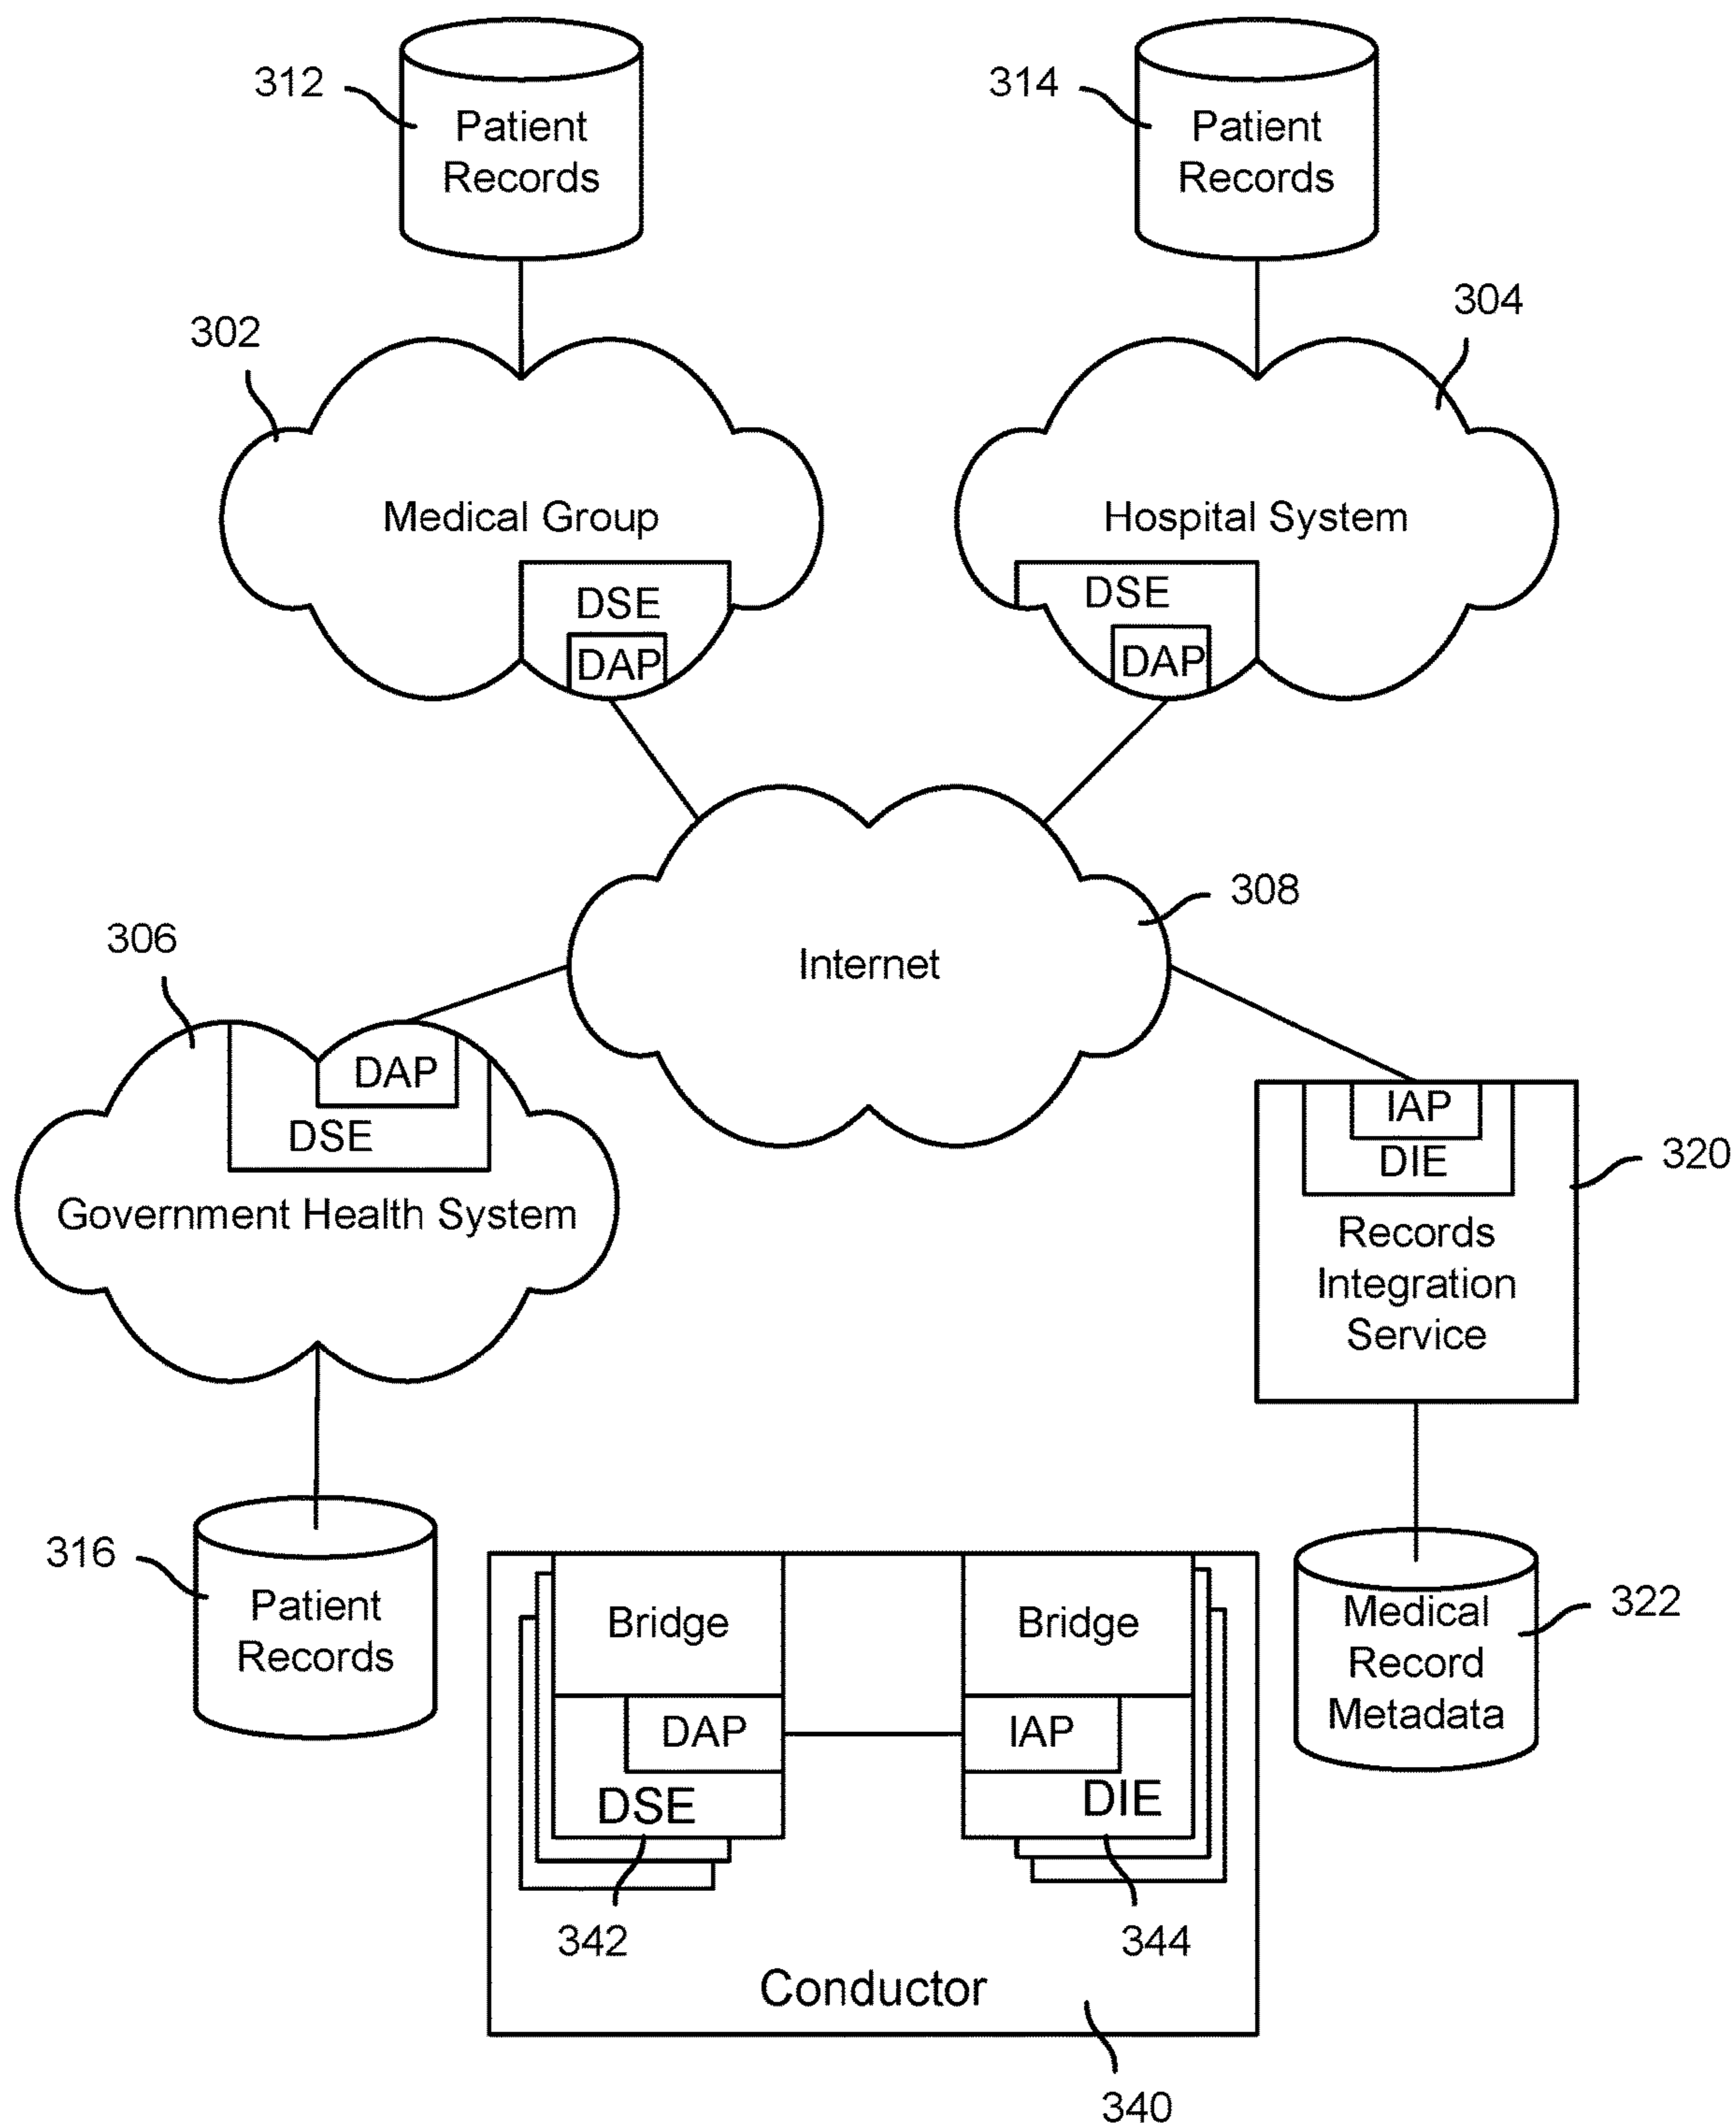 312
Patient
Records
314
Patient
Records
302
304
Medical Group
DSE
DAP
Hospital System
DSE
DAP
308
Internet
306
DAP
DSE
Government Health System
IAP
DIE
320
Records
Integration
Service
316
Patient
Records
Bridge
DAP
DSE
342
Bridge
IAP
DIE
344
Conductor
340
Medical
Record
Metadata
322